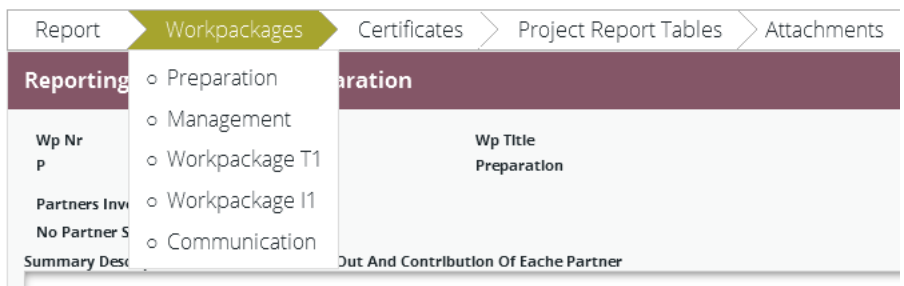 Report Workpackages Certificates Project Report Tables Attachments
Reporting aration
Preparation
Management
Workpackage T1
Workpackage I1
Communication
Wp Nr Wp Title
P Preparation
Partners Inv
No Partner S
Summary Des Out And Contribution Of Eache Partner